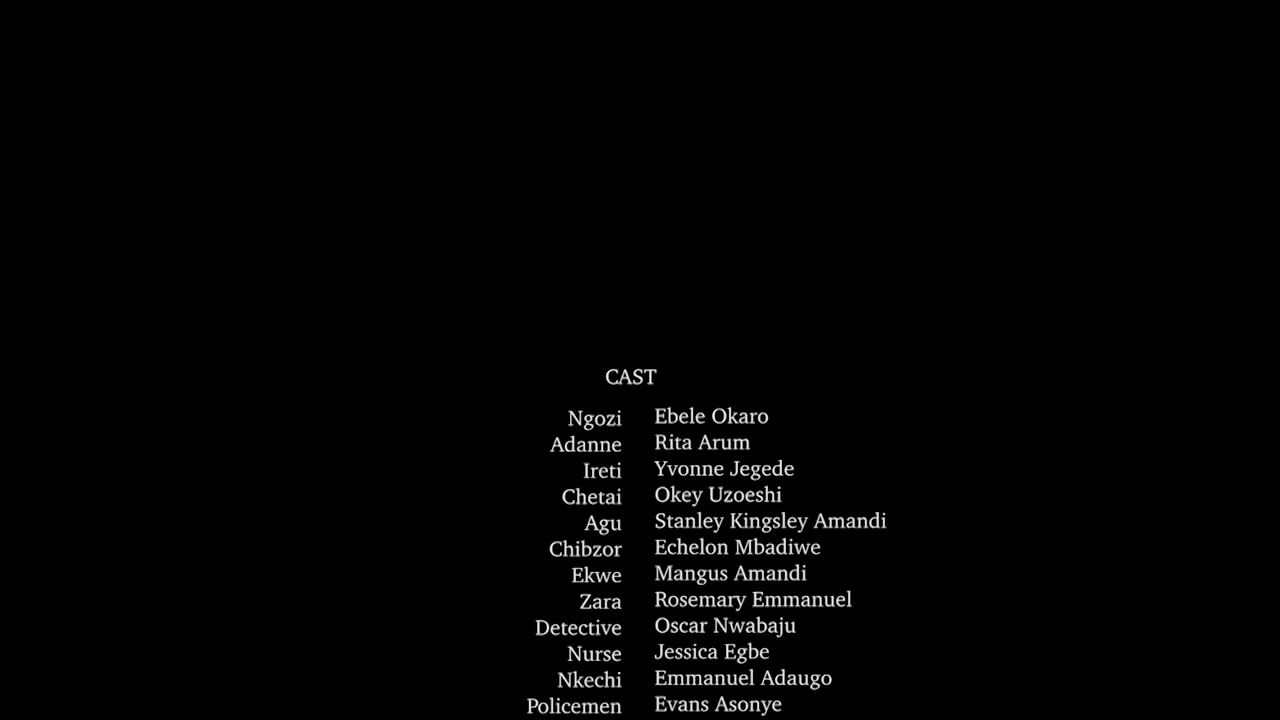 CAST
Ngozi Ebele Okaro
Adanne Rita Arum
Ireti Yvonne Jegede
Chetai Okey Uzoeshi
Agu Stanley Kingsley Amandi
Chibzor Echelon Mbadiwe
Ekwe Mangus Amandi
Zara Rosemary Emmanuel
Detective Oscar Nwabaju
Nurse Jessica Egbe
Nkechi Emmanuel Adaugo
Policemen Evans Asonye